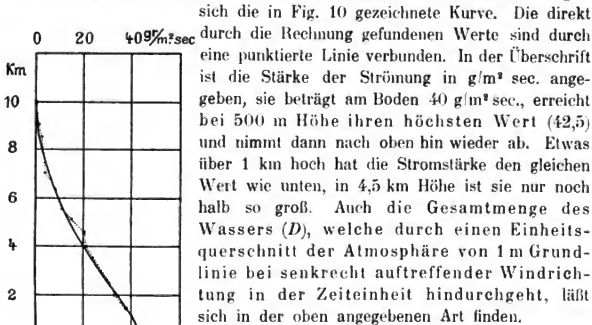 sich die in Fig. 10 gezeichnete Kurve. Die direkt
durch die Rechnung gefundenen Werte sind durch
eine punktierte Linie verbunden. In der Überschrift
ist die Stärke der Strömung in g/m² sec. ange-
geben, sie beträgt am Boden 40 g/m² sec., erreicht
bei 500 m Höhe ihren höchsten Wert (42,5)
und nimmt dann nach oben hin wieder ab. Etwas
über 1 km hoch hat die Stromstärke den gleichen
Wert wie unten, in 4,5 km Höhe ist sie nur noch
halb so groß. Auch die Gesamtmenge des
Wassers (D), welche durch einen Einheits-
querschnitt der Atmosphäre von 1 m Grund-
linie bei senkrecht auftreffender Windrich-
tung in der Zeiteinheit hindurchgeht, läßt
sich in der oben angegebenen Art finden.
0 20 40 gr/m².sec
Km
10
8
6
4
2